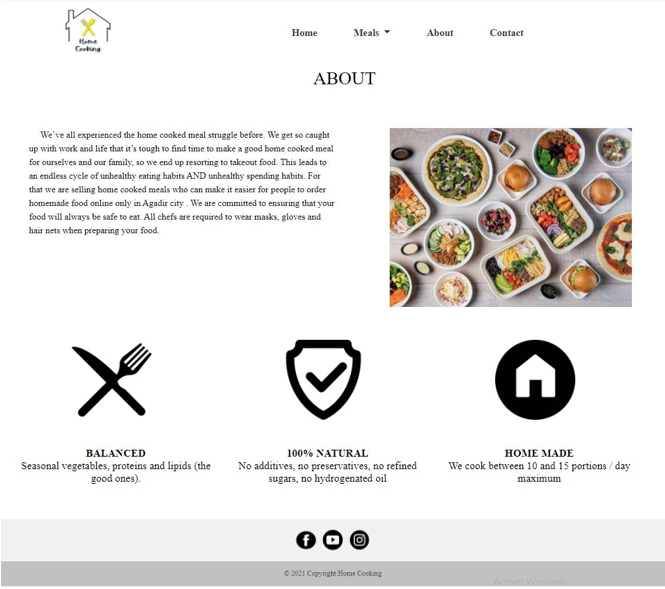 Home
Cooking
Home Meals About Contact
ABOUT
We've all experienced the home cooked meal struggle before. We get so caught
up with work and life that it's tough to find time to make a good home cooked meal
for ourselves and our family, so we end up resorting to takeout food. This leads to
an endless cycle of unhealthy eating habits AND unhealthy spending habits. For
that we are selling home cooked meals who can make it easier for people to order
homemade food online only in Agadir city . We are committed to ensuring that your
food will always be safe to eat. All chefs are required to wear masks, gloves and
hair nets when preparing your food.
BALANCED
Seasonal vegetables, proteins and lipids (the
good ones).
100% NATURAL
No additives, no preservatives, no refined
sugars, no hydrogenated oil
HOME MADE
We cook between 10 and 15 portions / day
maximum
© 2021 Copyright:Home Cooking
Activer Windows